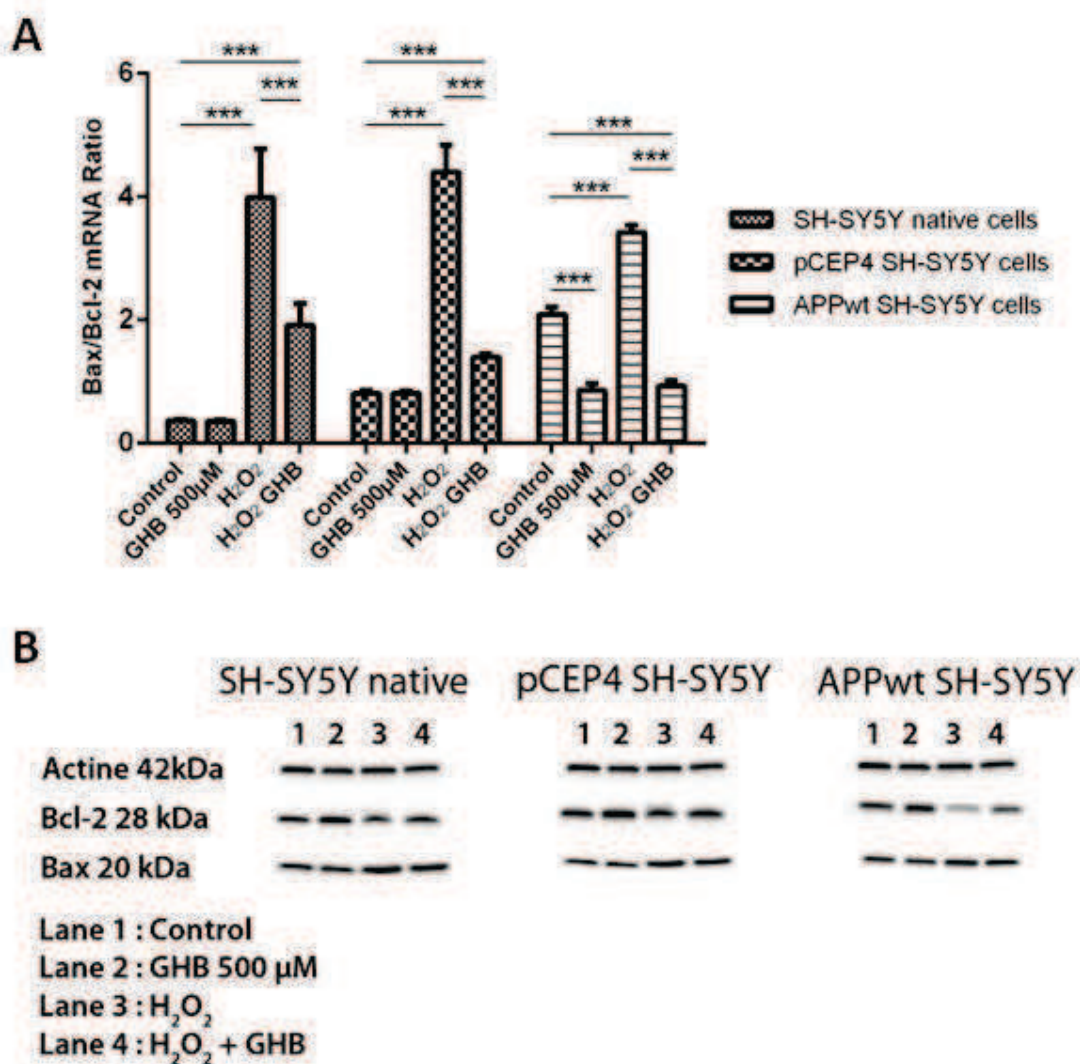 A
***
***
***
***
***
***
***
***
***
***
6
4
2
0
Bax/Bcl-2 mRNA Ratio
Control
GHB 500µM
H₂O₂
H₂O₂ GHB
Control
GHB 500µM
H₂O₂
H₂O₂ GHB
Control
GHB 500µM
H₂O₂
H₂O₂ GHB
SH-SY5Y native cells
pCEP4 SH-SY5Y cells
APPwt SH-SY5Y cells
B
SH-SY5Y native pCEP4 SH-SY5Y APPwt SH-SY5Y
1 2 3 4 1 2 3 4 1 2 3 4
Actine 42kDa
Bcl-2 28 kDa
Bax 20 kDa
Lane 1 : Control
Lane 2 : GHB 500 µM
Lane 3 : H₂O₂
Lane 4 : H₂O₂ + GHB